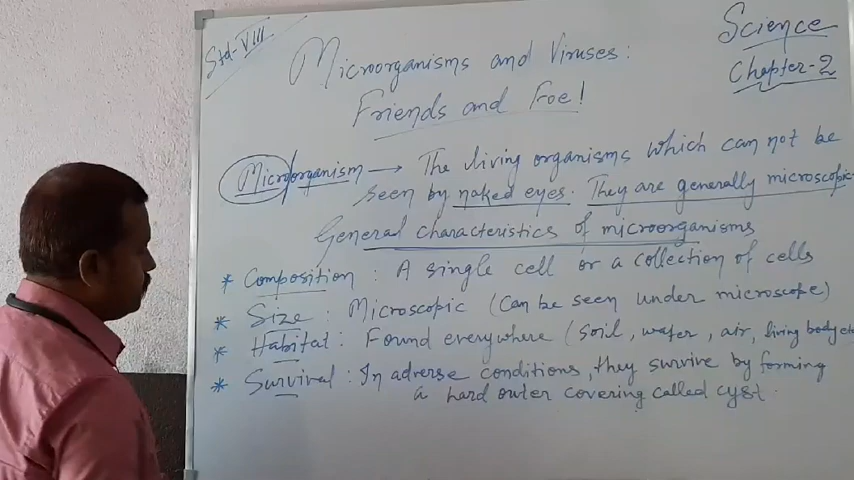 Std-VIII
Science
Chapter-2
Microorganisms and Viruses:
Friends and Foe!
Microorganism → The living organisms which can not be
seen by naked eyes. They are generally microscopic.
General characteristics of microorganisms
* Composition : A single cell or a collection of cells
* Size : Microscopic (Can be seen under microscope)
* Habitat : Found everywhere (soil, water, air, living body etc
* Survival : In adverse conditions, they survive by forming
a hard outer covering called cyst.